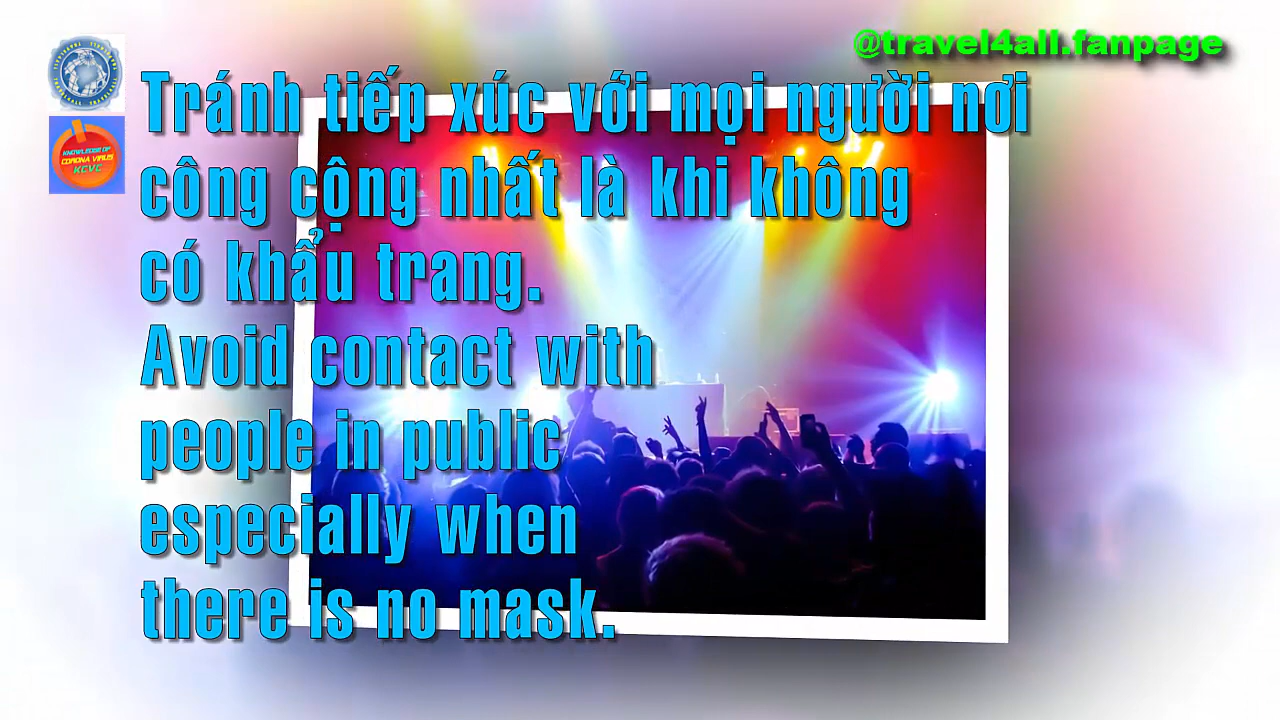 @travel4all.fanpage
Tránh tiếp xúc với mọi người nơi
công cộng nhất là khi không
có khẩu trang.
Avoid contact with
people in public
especially when
there is no mask.
KNOWLEDGE OF
CORONA VIRUS
KCVC